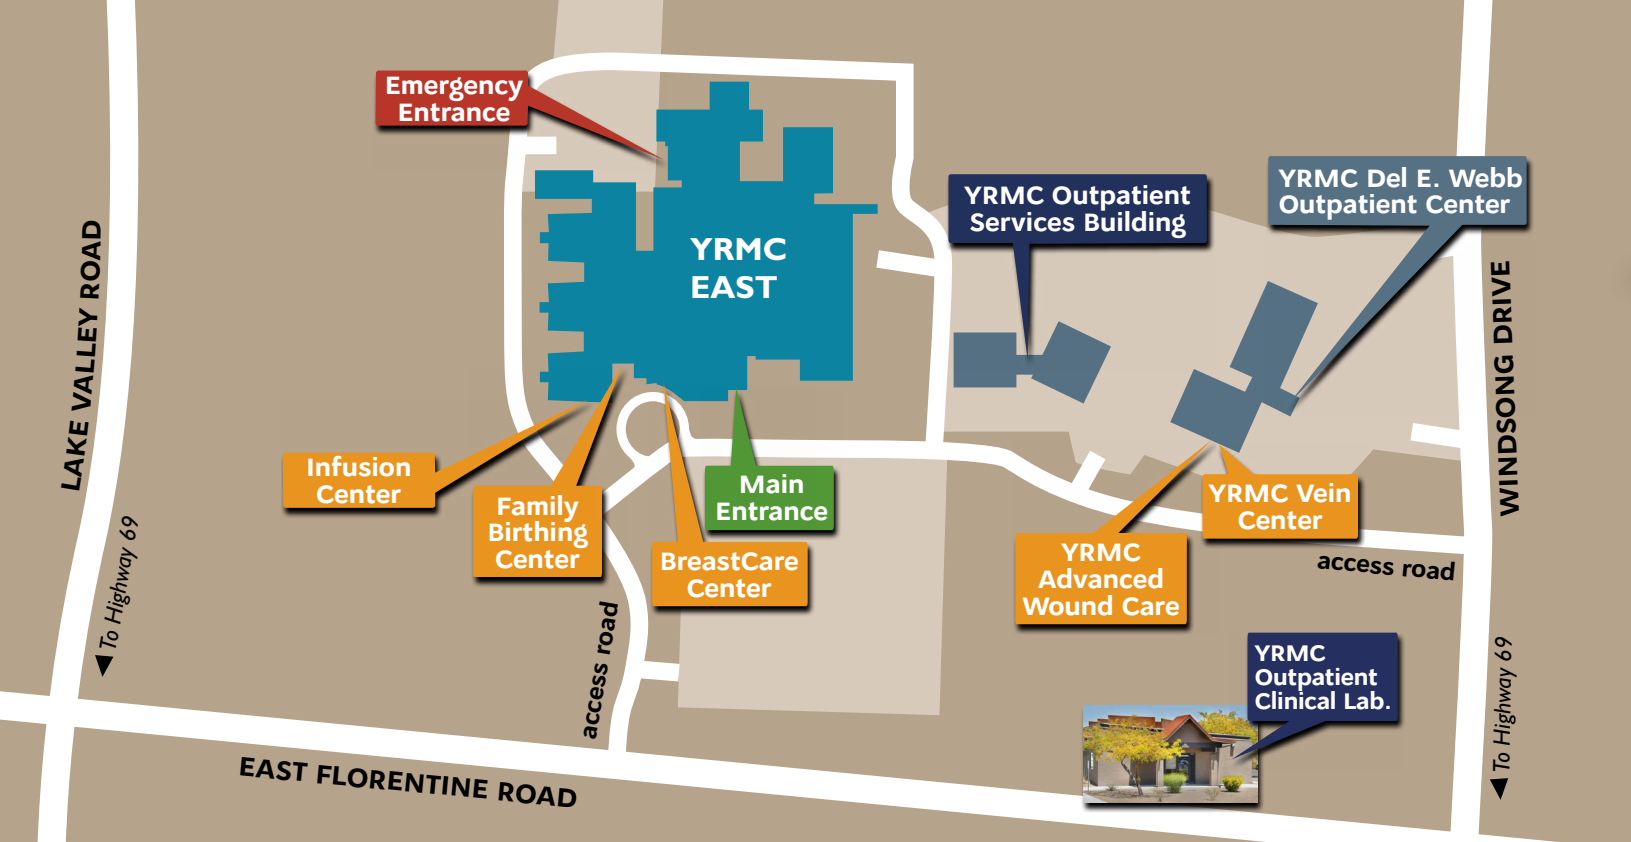 Emergency
Entrance
YRMC
EAST
YRMC Outpatient
Services Building
YRMC Del E. Webb
Outpatient Center
LAKE VALLEY ROAD
WINDSONG DRIVE
Infusion
Center
Family
Birthing
Center
Main
Entrance
BreastCare
Center
YRMC
Advanced
Wound Care
YRMC Vein
Center
access road
To Highway 69
access road
YRMC
Outpatient
Clinical Lab.
To Highway 69
EAST FLORENTINE ROAD